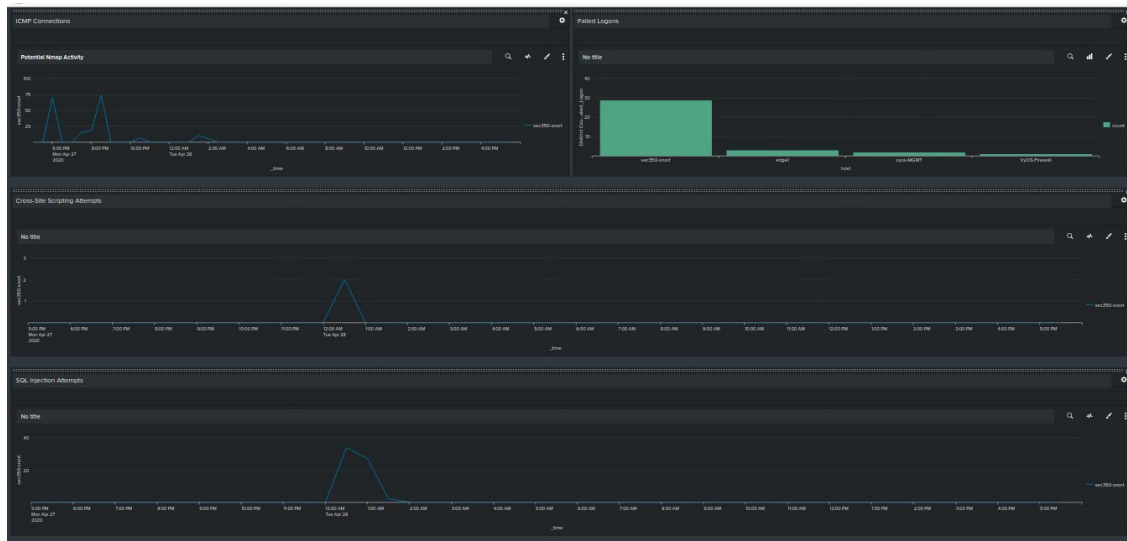 ICMP Connections
Potential Nmap Activity
100
75
50
25
sec350-snort
6:00 PM
Mon Apr 27
2020
8:00 PM
10:00 PM
12:00 AM
Tue Apr 28
2:00 AM
4:00 AM
6:00 AM
8:00 AM
10:00 AM
12:00 PM
2:00 PM
4:00 PM
_time
sec350-snort
Failed Logons
No title
40
30
20
10
sec350-snort
edge1
vyos-MGMT
VyOS-Firewall
host
count
Cross-Site Scripting Attempts
No title
3
2
1
sec350-snort
5:00 PM
Mon Apr 27
2020
6:00 PM
7:00 PM
8:00 PM
9:00 PM
10:00 PM
11:00 PM
12:00 AM
Tue Apr 28
1:00 AM
2:00 AM
3:00 AM
4:00 AM
5:00 AM
6:00 AM
7:00 AM
8:00 AM
9:00 AM
10:00 AM
11:00 AM
12:00 PM
1:00 PM
2:00 PM
3:00 PM
4:00 PM
5:00 PM
_time
sec350-snort
SQL Injection Attempts
No title
40
20
sec350-snort
5:00 PM
Mon Apr 27
2020
6:00 PM
7:00 PM
8:00 PM
9:00 PM
10:00 PM
11:00 PM
12:00 AM
Tue Apr 28
1:00 AM
2:00 AM
3:00 AM
4:00 AM
5:00 AM
6:00 AM
7:00 AM
8:00 AM
9:00 AM
10:00 AM
11:00 AM
12:00 PM
1:00 PM
2:00 PM
3:00 PM
4:00 PM
5:00 PM
_time
sec350-snort